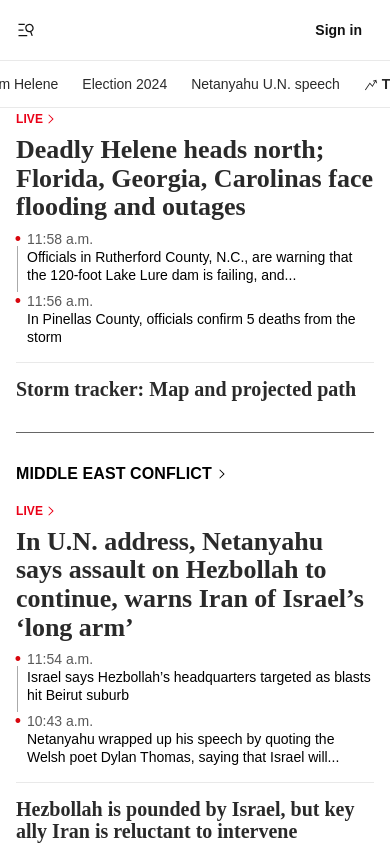 Sign in
m Helene Election 2024 Netanyahu U.N. speech T
LIVE
Deadly Helene heads north;
Florida, Georgia, Carolinas face
flooding and outages
11:58 a.m.
Officials in Rutherford County, N.C., are warning that
the 120-foot Lake Lure dam is failing, and...
11:56 a.m.
In Pinellas County, officials confirm 5 deaths from the
storm
Storm tracker: Map and projected path
MIDDLE EAST CONFLICT
LIVE
In U.N. address, Netanyahu
says assault on Hezbollah to
continue, warns Iran of Israel’s
‘long arm’
11:54 a.m.
Israel says Hezbollah’s headquarters targeted as blasts
hit Beirut suburb
10:43 a.m.
Netanyahu wrapped up his speech by quoting the
Welsh poet Dylan Thomas, saying that Israel will...
Hezbollah is pounded by Israel, but key
ally Iran is reluctant to intervene